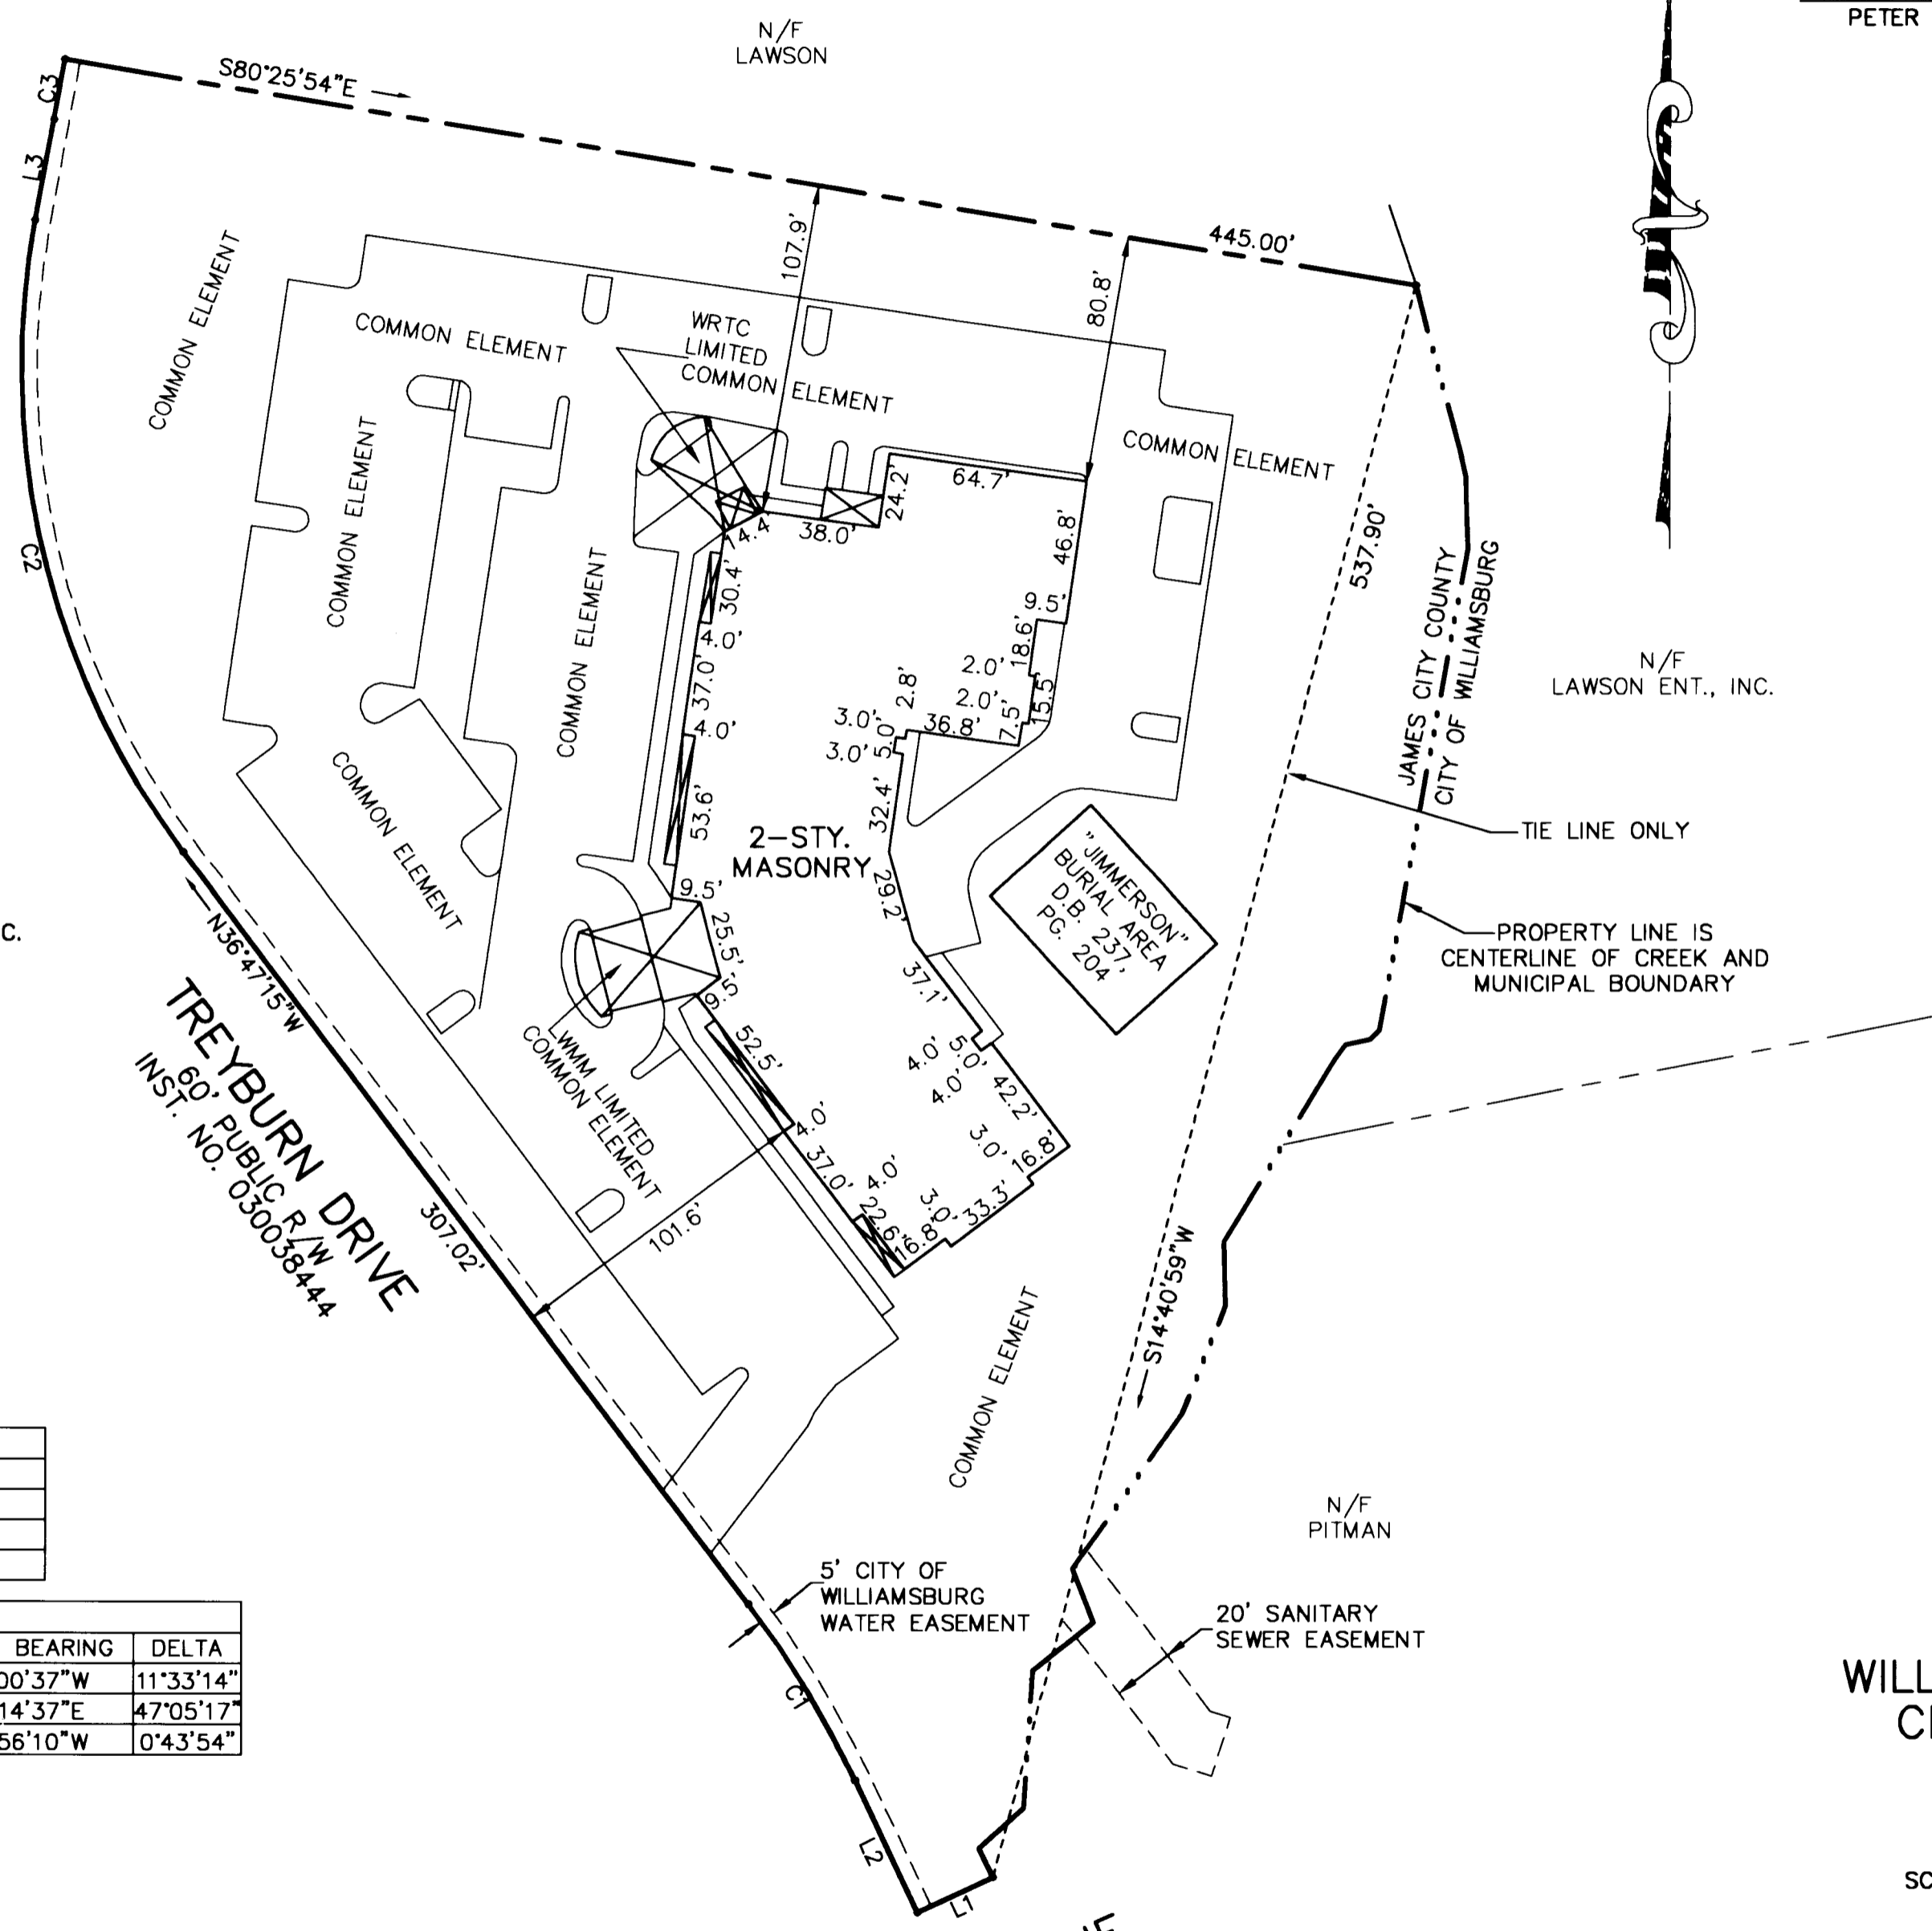 PETER
N/F
LAWSON
S80°25'54"E
445.00'
C3
L3
C2
107.9'
80.8'
COMMON ELEMENT
COMMON ELEMENT
WRTC
LIMITED
COMMON ELEMENT
COMMON ELEMENT
COMMON ELEMENT
COMMON ELEMENT
COMMON ELEMENT
64.7'
24.2'
38.0'
14.4
46.8'
30.4'
4.0'
37.0'
4.0'
53.6'
9.5'
9.5'
18.6'
2.0'
2.0'
15.5'
7.5'
2.8'
36.8'
3.0'
5.0'
3.0'
32.4'
29.2'
2-STY.
MASONRY
537.90'
JAMES CITY COUNTY
CITY OF WILLIAMSBURG
N/F
LAWSON ENT., INC.
TIE LINE ONLY
PROPERTY LINE IS
CENTERLINE OF CREEK AND
MUNICIPAL BOUNDARY
"JIMMERSON"
BURIAL AREA
D.B. 237,
PG. 204
C.
N36°47'15"W
307.02'
TREYBURN DRIVE
60' PUBLIC R/W
INST. NO. 030038444
25.5'
9.5'
52.5'
4.0'
37.0'
4.0'
22.6'
16.8'
3.0'
33.3'
3.0'
16.8'
42.2'
4.0'
5.0'
4.0'
37.1'
LWMM LIMITED
COMMON ELEMENT
101.6'
COMMON ELEMENT
S14°40'59"W
N/F
PITMAN
5' CITY OF
WILLIAMSBURG
WATER EASEMENT
20' SANITARY
SEWER EASEMENT
C1
L2
L1
BEARING DELTA
00'37"W 11°33'14"
14'37"E 47°05'17"
56'10"W 0°43'54"
WILL
SC